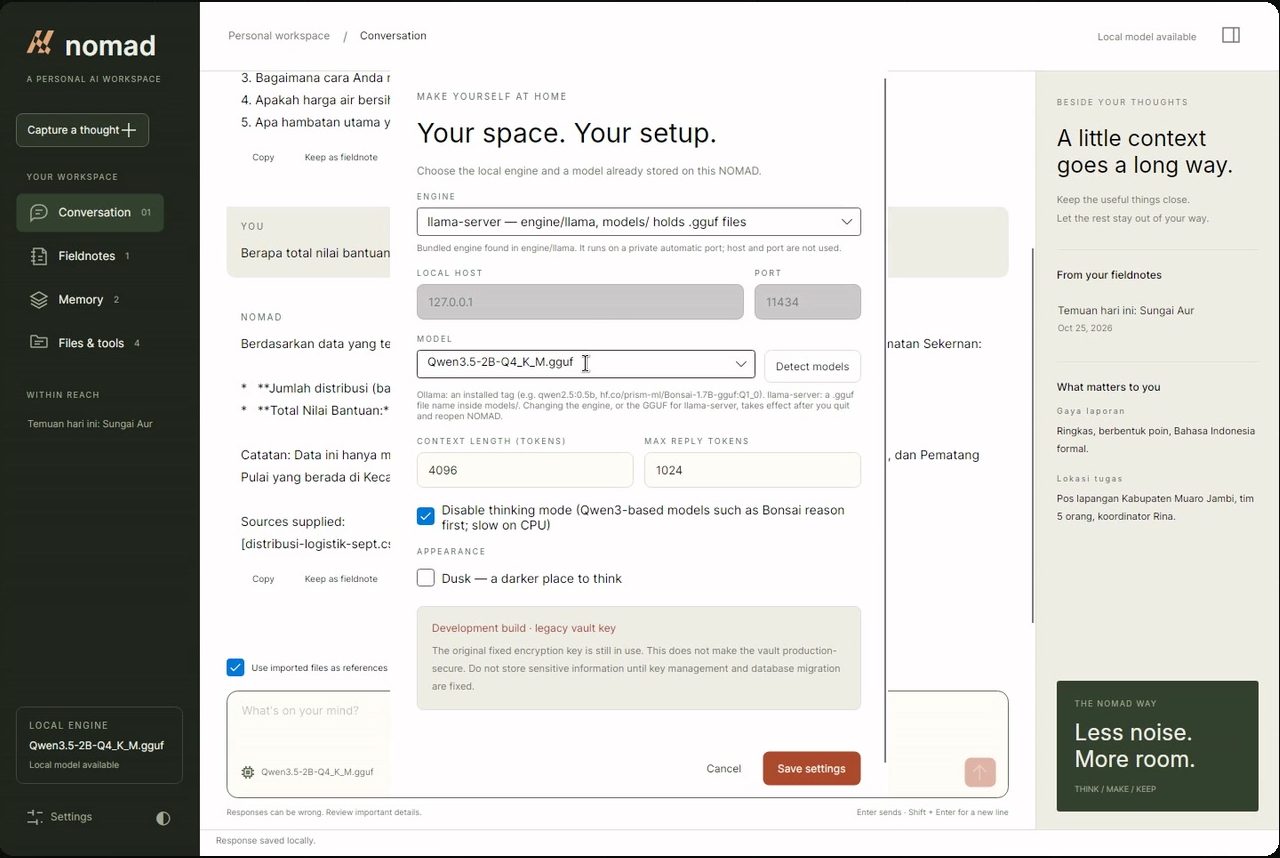 nomad
A PERSONAL AI WORKSPACE
Capture a thought
YOUR WORKSPACE
Conversation 01
Fieldnotes 1
Memory 2
Files & tools 4
WITHIN REACH
Temuan hari ini: Sungai Aur
LOCAL ENGINE
Qwen3.5-2B-Q4_K_M.gguf
Local model available
Settings
Personal workspace / Conversation
Local model available
3. Bagaimana cara Anda
4. Apakah harga air bersih
5. Apa hambatan utama y
Copy Keep as fieldnote
YOU
Berapa total nilai bantuan
NOMAD
Berdasarkan data yang te
matan Sekernan:
* **Jumlah distribusi (ba
* **Total Nilai Bantuan:*
Catatan: Data ini hanya m
, dan Pematang
Pulai yang berada di Keca
Sources supplied:
[distribusi-logistik-sept.cs
Copy Keep as fieldnote
Use imported files as references
What's on your mind?
Qwen3.5-2B-Q4_K_M.gguf
Responses can be wrong. Review important details.
Enter sends · Shift + Enter for a new line
Response saved locally.
MAKE YOURSELF AT HOME
Your space. Your setup.
Choose the local engine and a model already stored on this NOMAD.
ENGINE
llama-server — engine/llama, models/ holds .gguf files
Bundled engine found in engine/llama. It runs on a private automatic port; host and port are not used.
LOCAL HOST PORT
127.0.0.1 11434
MODEL
Qwen3.5-2B-Q4_K_M.gguf
Detect models
Ollama: an installed tag (e.g. qwen2.5:0.5b, hf.co/prism-ml/Bonsai-1.7B-gguf:Q1_0). llama-server: a .gguf
file name inside models/. Changing the engine, or the GGUF for llama-server, takes effect after you quit
and reopen NOMAD.
CONTEXT LENGTH (TOKENS) MAX REPLY TOKENS
4096 1024
Disable thinking mode (Qwen3-based models such as Bonsai reason
first; slow on CPU)
APPEARANCE
Dusk — a darker place to think
Development build · legacy vault key
The original fixed encryption key is still in use. This does not make the vault production-
secure. Do not store sensitive information until key management and database migration
are fixed.
Cancel Save settings
BESIDE YOUR THOUGHTS
A little context
goes a long way.
Keep the useful things close.
Let the rest stay out of your way.
From your fieldnotes
Temuan hari ini: Sungai Aur
Oct 25, 2026
What matters to you
Gaya laporan
Ringkas, berbentuk poin, Bahasa Indonesia
formal.
Lokasi tugas
Pos lapangan Kabupaten Muaro Jambi, tim
5 orang, koordinator Rina.
THE NOMAD WAY
Less noise.
More room.
THINK / MAKE / KEEP